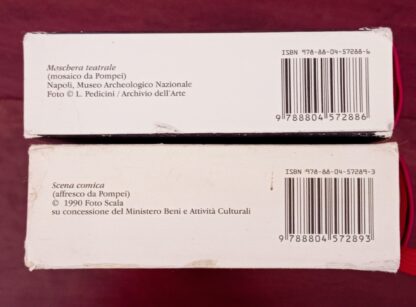 Maschera teatrale
(mosaico da Pompei)
Napoli, Museo Archeologico Nazionale
Foto © L. Pedicini / Archivio dell'Arte
ISBN 978-88-04-57288-6
9 788804 572886
Scena comica
(affresco da Pompei)
© 1990 Foto Scala
su concessione del Ministero Beni e Attività Culturali
ISBN 978-88-04-57289-3
9 788804 572893